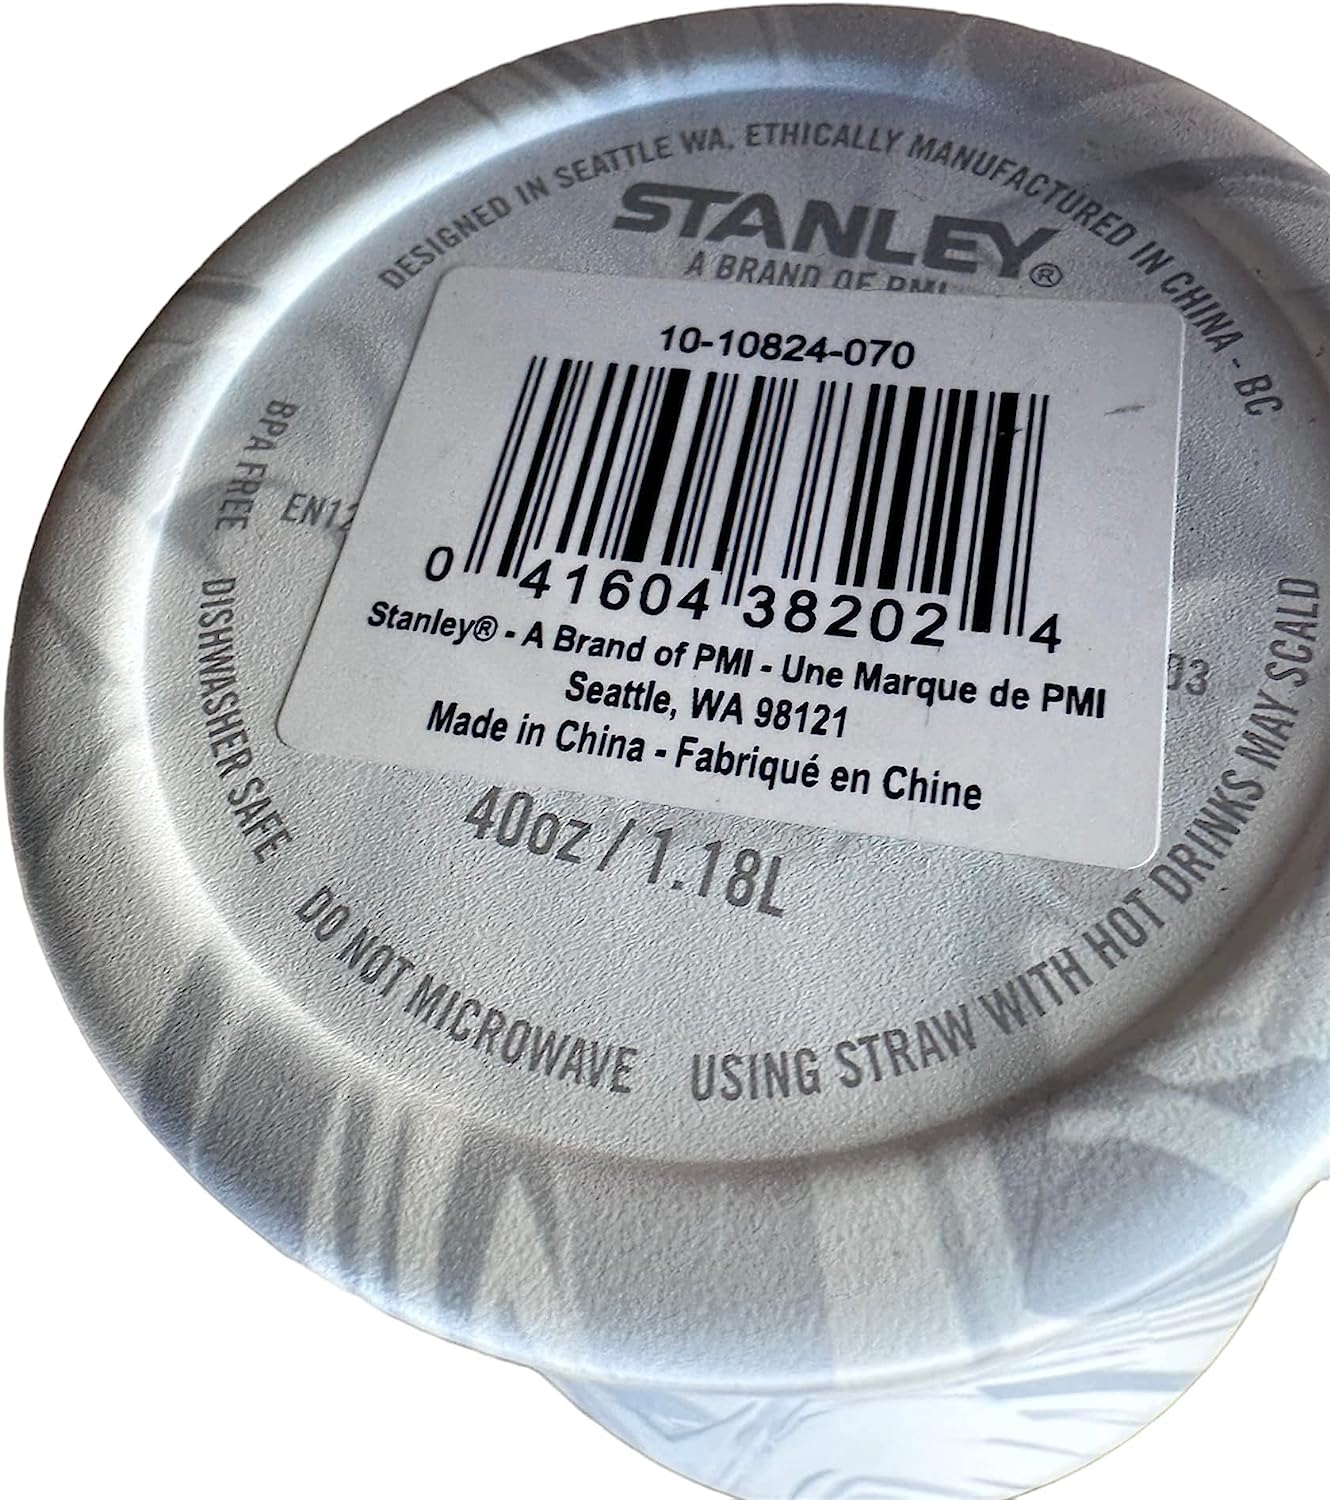 DESIGNED IN SEATTLE WA, ETHICALLY MANUFACTURED IN CHINA - BC
STANLEY®
A BRAND OF PMI
10-10824-070
0 41604 38202 4
Stanley® - A Brand of PMI - Une Marque de PMI
Seattle, WA 98121
Made in China - Fabriqué en Chine
BPA FREE
DISHWASHER SAFE
40oz / 1.18L
DO NOT MICROWAVE
USING STRAW WITH HOT DRINKS MAY SCALD